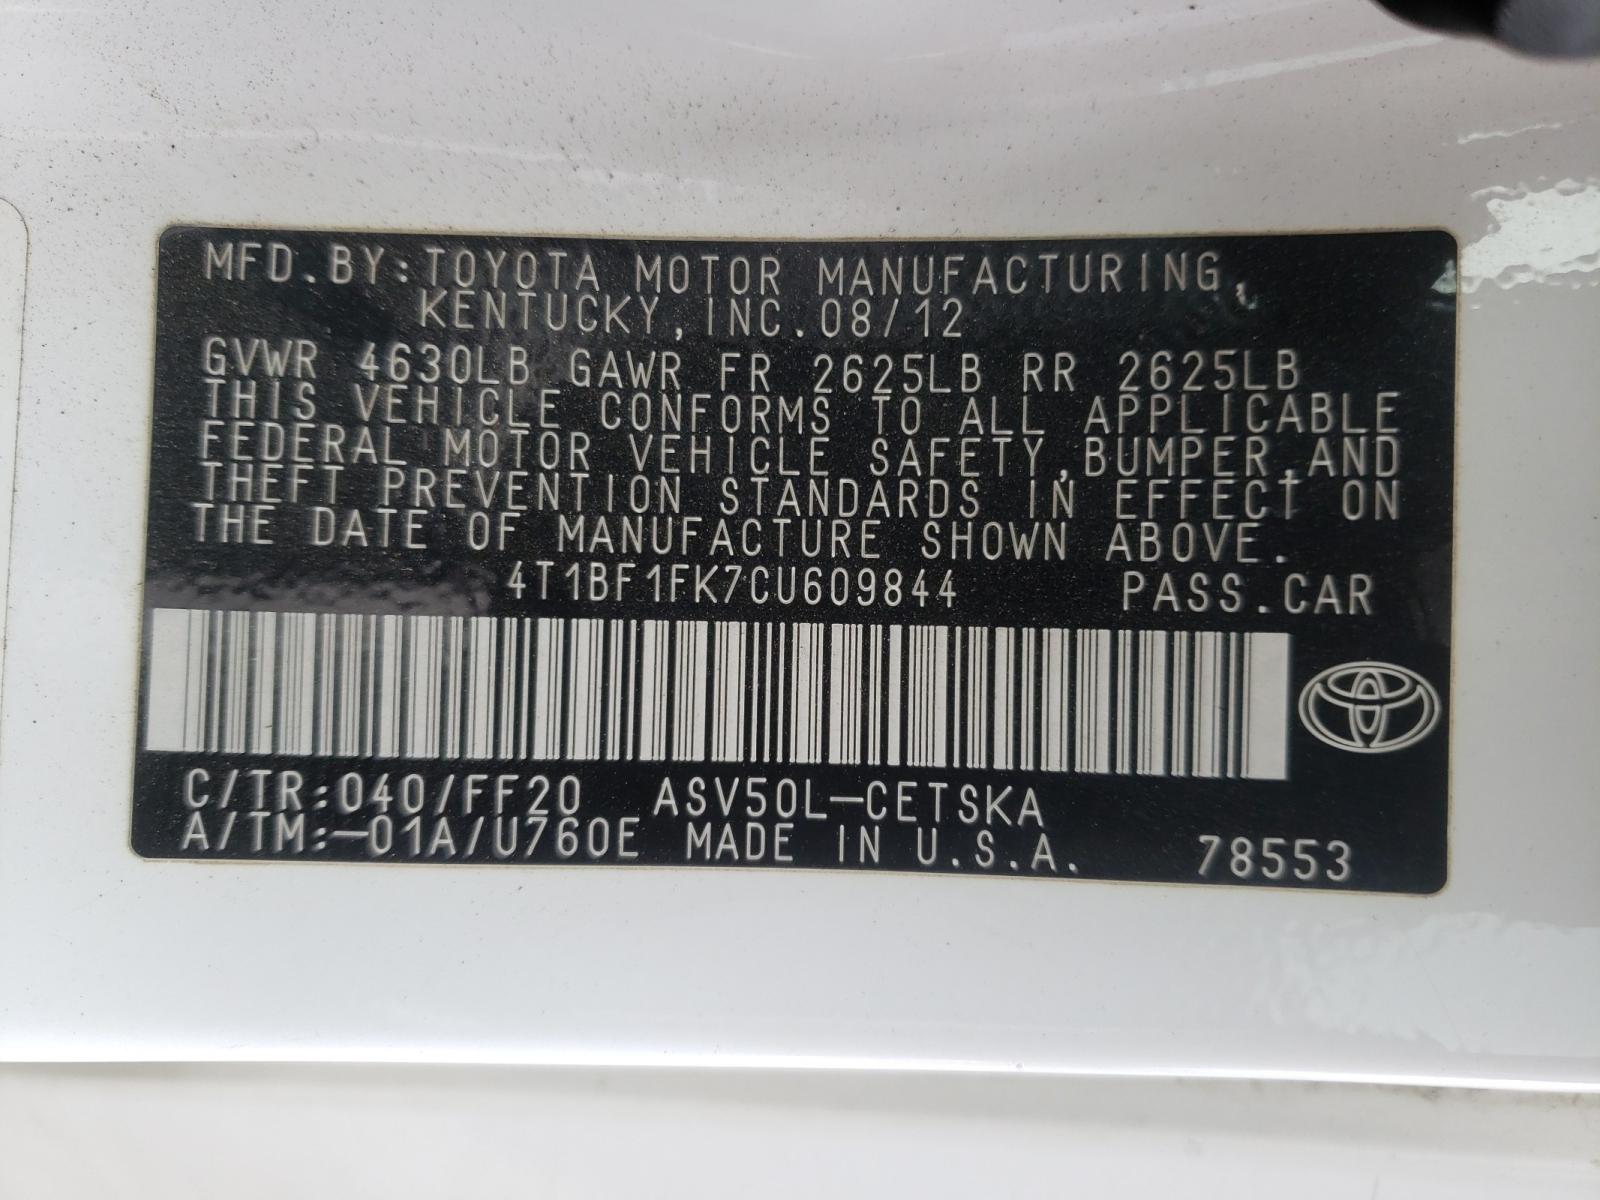 MFD.BY:TOYOTA MOTOR MANUFACTURING,
KENTUCKY,INC.08/12
GVWR 4630LB GAWR FR 2625LB RR 2625LB
THIS VEHICLE CONFORMS TO ALL APPLICABLE
FEDERAL MOTOR VEHICLE SAFETY,BUMPER,AND
THEFT PREVENTION STANDARDS IN EFFECT ON
THE DATE OF MANUFACTURE SHOWN ABOVE.
4T1BF1FK7CU609844 PASS.CAR
C/TR:040/FF20 ASV50L-CETSKA
A/TM:-01A/U760E MADE IN U.S.A. 78553